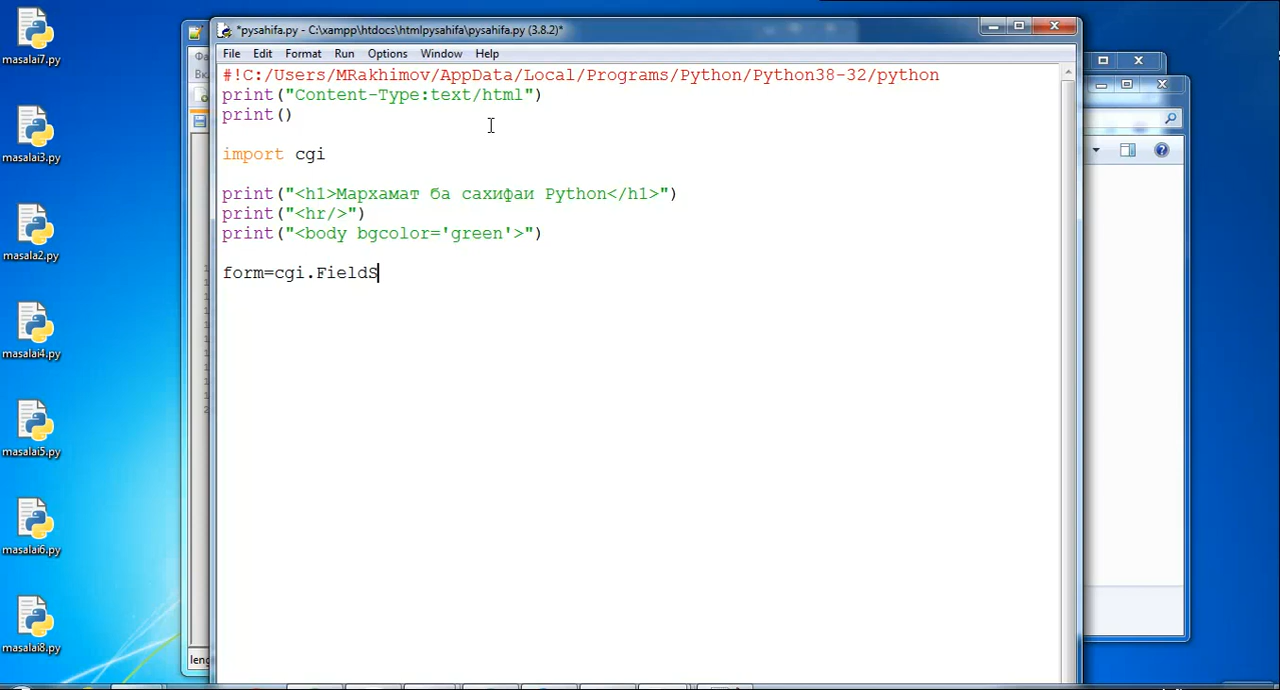 masalai7.py
masalai3.py
masala2.py
masalai4.py
masalai5.py
masalai6.py
masalai8.py
*pysahifa.py - C:\xampp\htdocs\htmlpysahifa\pysahifa.py (3.8.2)*
File Edit Format Run Options Window Help
#!C:/Users/MRakhimov/AppData/Local/Programs/Python/Python38-32/python
print("Content-Type:text/html")
print()
import cgi
print("<h1>Мархамат ба сахифаи Python</h1>")
print("<hr/>")
print("<body bgcolor='green'>")
form=cgi.FieldS
leng